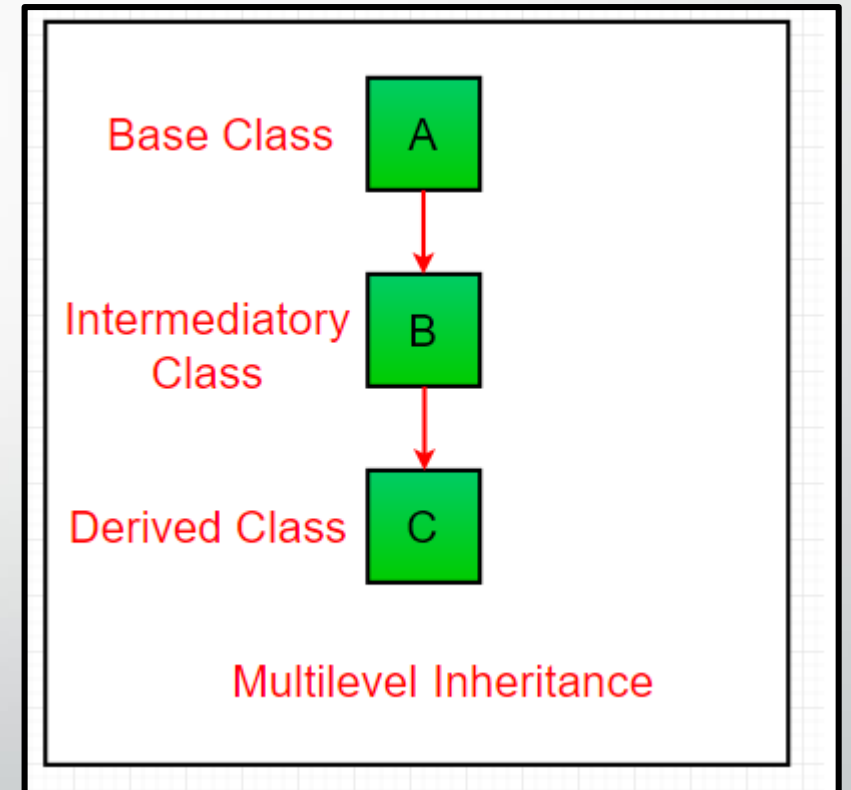 Base Class
A
Intermediatory
Class
B
Derived Class
C
Multilevel Inheritance